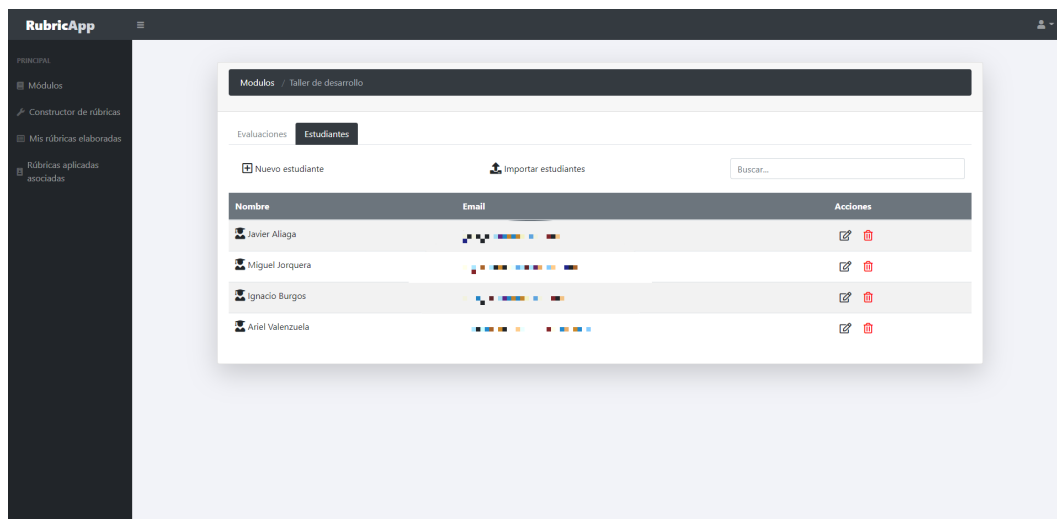 RubricApp
PRINCIPAL
Módulos
Constructor de rúbricas
Mis rúbricas elaboradas
Rúbricas aplicadas
asociadas
Modulos / Taller de desarrollo
Evaluaciones Estudiantes
Nuevo estudiante Importar estudiantes Buscar...
Nombre Email Acciones
Javier Aliaga
Miguel Jorquera
Ignacio Burgos
Ariel Valenzuela